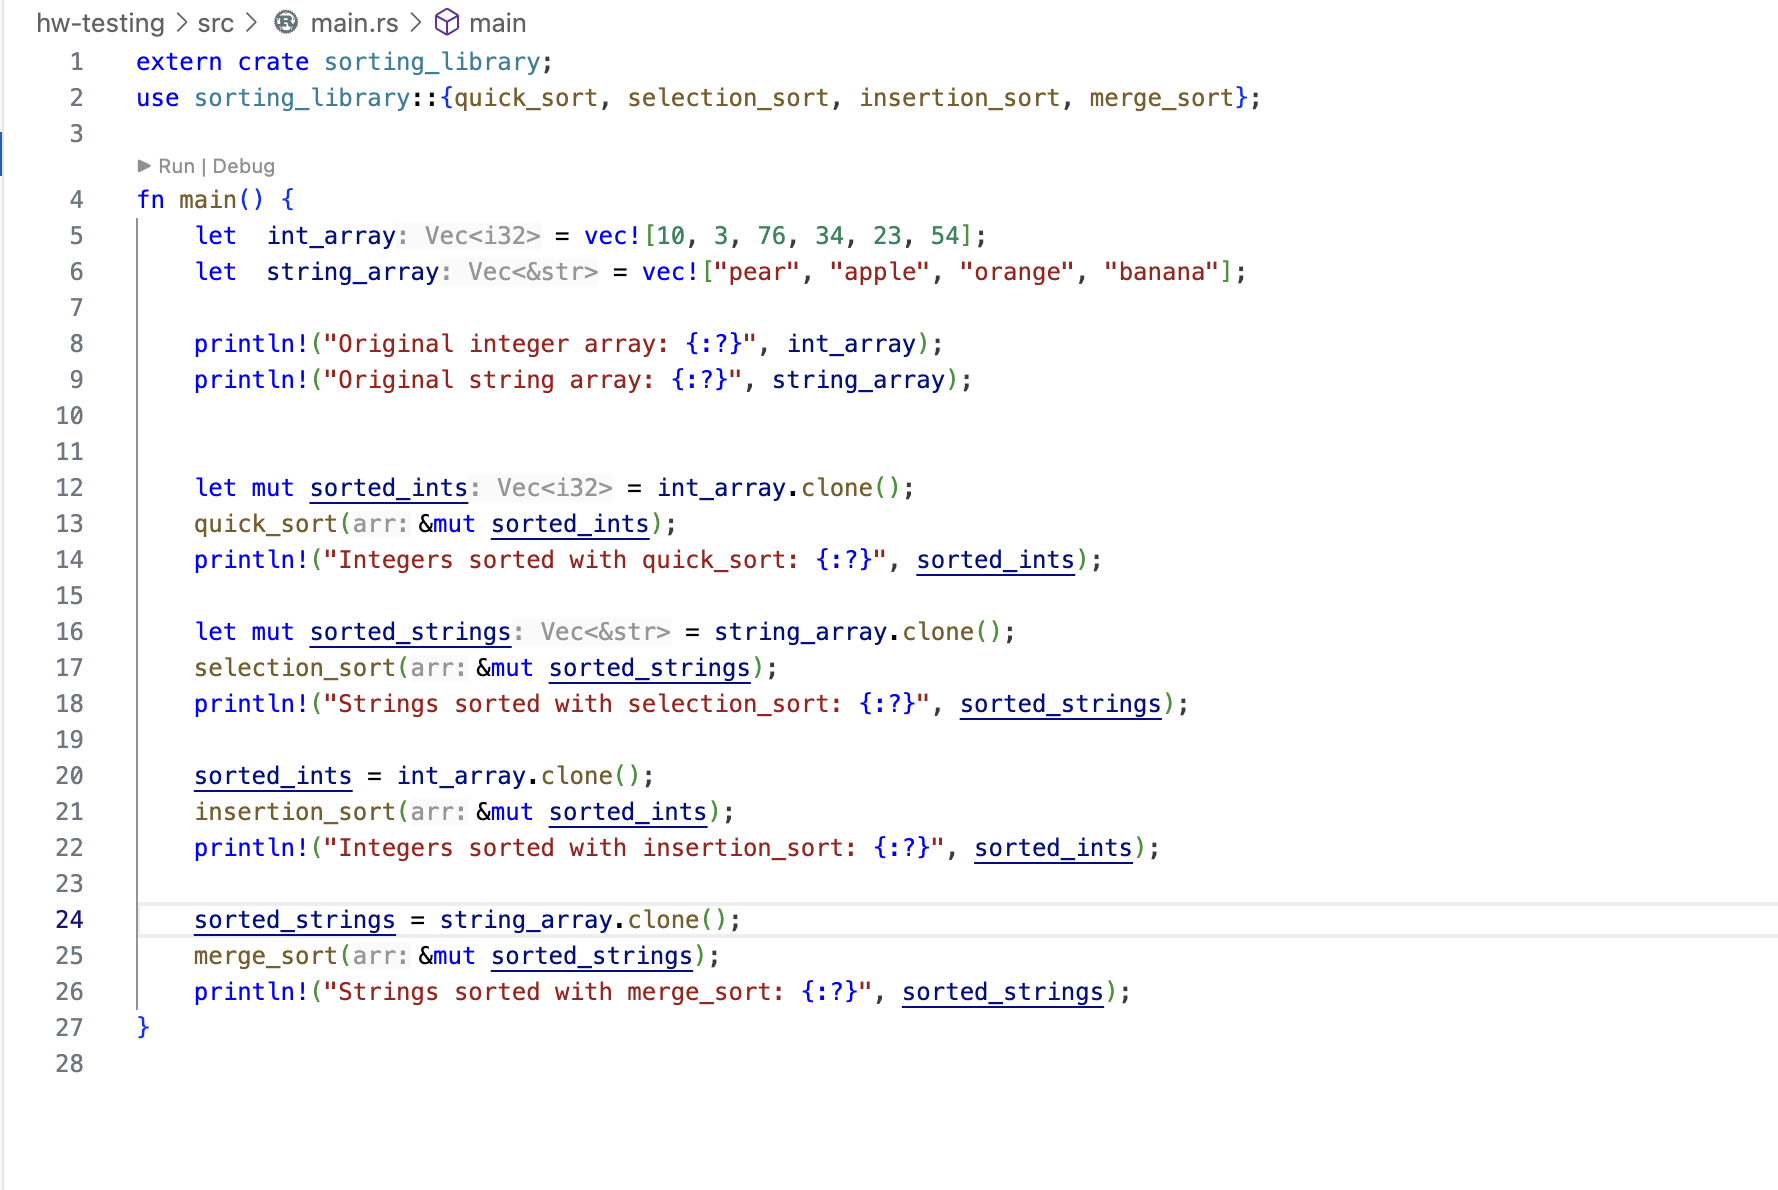 hw-testing > src > main.rs > main
1 extern crate sorting_library;
2 use sorting_library::{quick_sort, selection_sort, insertion_sort, merge_sort};
3
▶ Run | Debug
4 fn main() {
5     let  int_array: Vec<i32> = vec![10, 3, 76, 34, 23, 54];
6     let  string_array: Vec<&str> = vec!["pear", "apple", "orange", "banana"];
7
8     println!("Original integer array: {:?}", int_array);
9     println!("Original string array: {:?}", string_array);
10
11
12     let mut sorted_ints: Vec<i32> = int_array.clone();
13     quick_sort(arr: &mut sorted_ints);
14     println!("Integers sorted with quick_sort: {:?}", sorted_ints);
15
16     let mut sorted_strings: Vec<&str> = string_array.clone();
17     selection_sort(arr: &mut sorted_strings);
18     println!("Strings sorted with selection_sort: {:?}", sorted_strings);
19
20     sorted_ints = int_array.clone();
21     insertion_sort(arr: &mut sorted_ints);
22     println!("Integers sorted with insertion_sort: {:?}", sorted_ints);
23
24     sorted_strings = string_array.clone();
25     merge_sort(arr: &mut sorted_strings);
26     println!("Strings sorted with merge_sort: {:?}", sorted_strings);
27 }
28